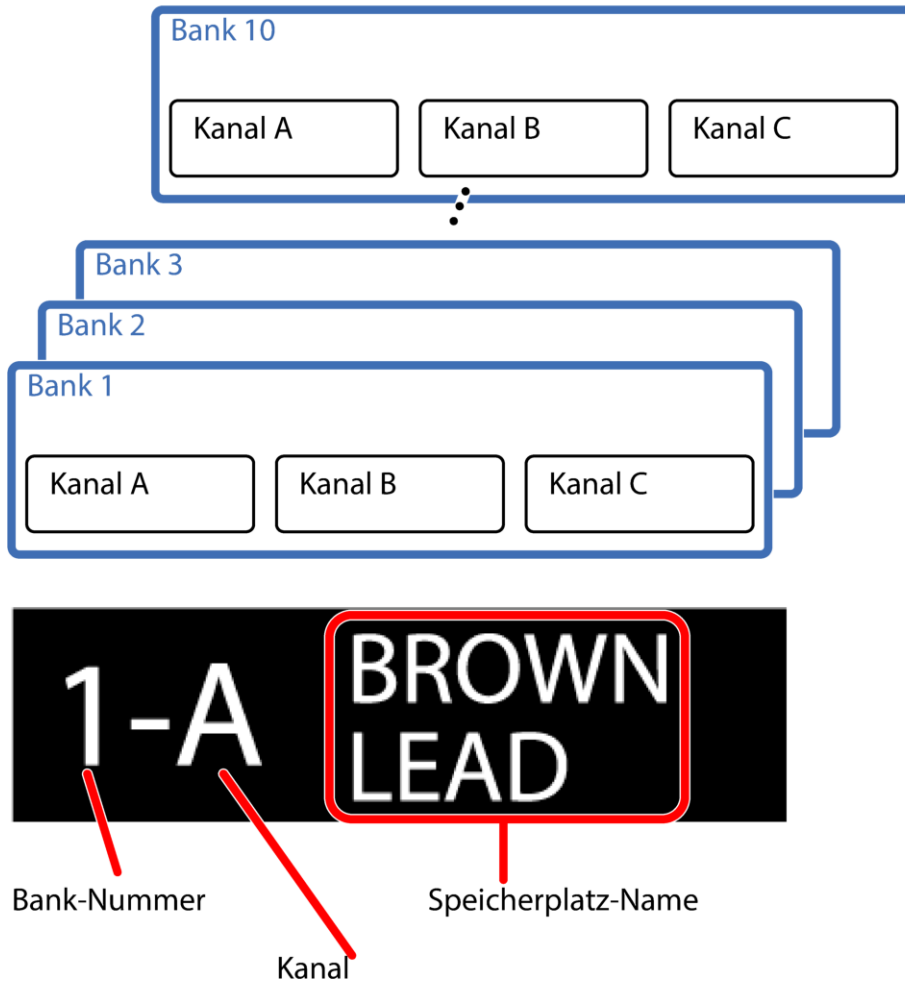 Bank 10
Kanal A Kanal B Kanal C
Bank 3
Bank 2
Bank 1
Kanal A Kanal B Kanal C
1-A BROWN
LEAD
Bank-Nummer Speicherplatz-Name
Kanal